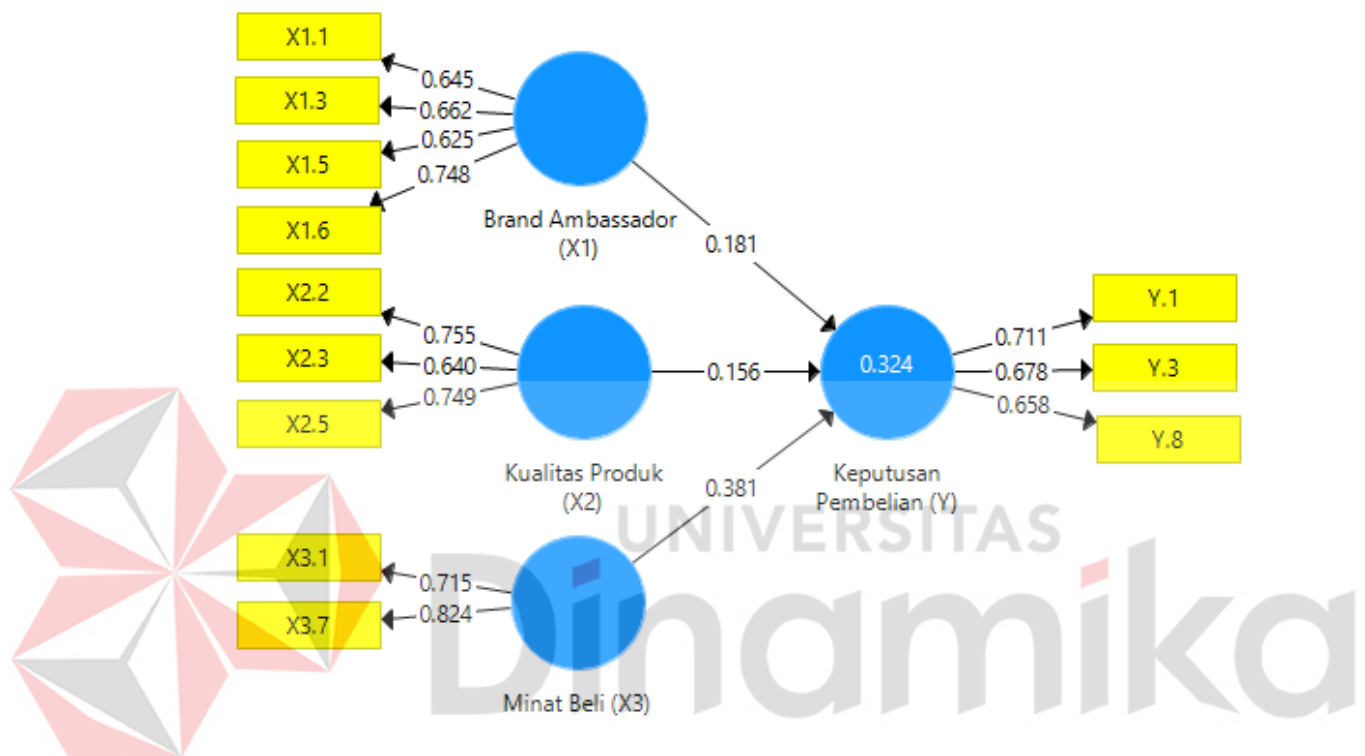 X1.1
X1.3
X1.5
X1.6
0.645
0.662
0.625
0.748
Brand Ambassador
(X1)
0.181
X2.2
X2.3
X2.5
0.755
0.640
0.749
Kualitas Produk
(X2)
0.156
X3.1
X3.7
0.715
0.824
Minat Beli (X3)
0.381
0.324
Keputusan
Pembelian (Y)
0.711
0.678
0.658
Y.1
Y.3
Y.8
UNIVERSITAS
Dinamika